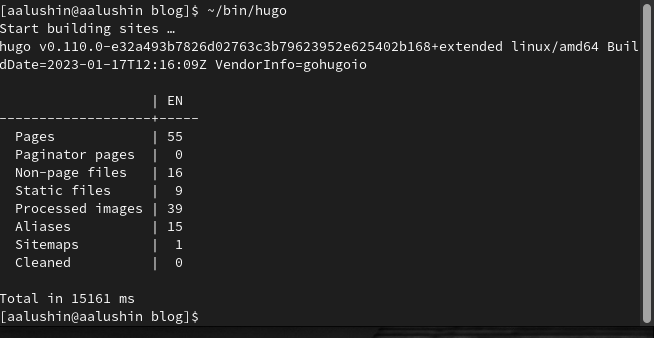 [aalushin@aalushin blog]$ ~/bin/hugo
Start building sites …
hugo v0.110.0-e32a493b7826d02763c3b79623952e625402b168+extended linux/amd64 Buil
dDate=2023-01-17T12:16:09Z VendorInfo=gohugoio
                   | EN
-------------------+-----
  Pages            | 55
  Paginator pages  |  0
  Non-page files   | 16
  Static files     |  9
  Processed images | 39
  Aliases          | 15
  Sitemaps         |  1
  Cleaned          |  0
Total in 15161 ms
[aalushin@aalushin blog]$